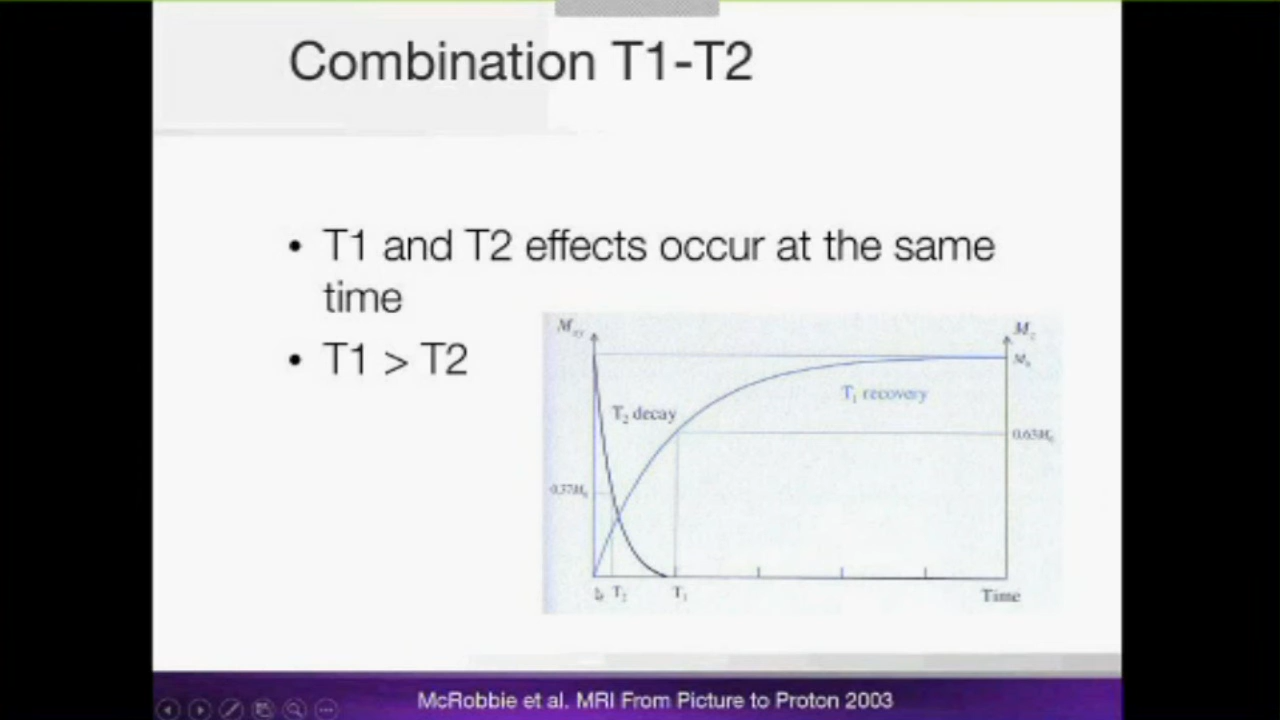 Combination T1-T2
• T1 and T2 effects occur at the same
time
• T1 > T2
Mxy
Mz
M0
T1 recovery
T2 decay
0.63M0
0.37M0
T2
T1
Time
McRobbie et al. MRI From Picture to Proton 2003